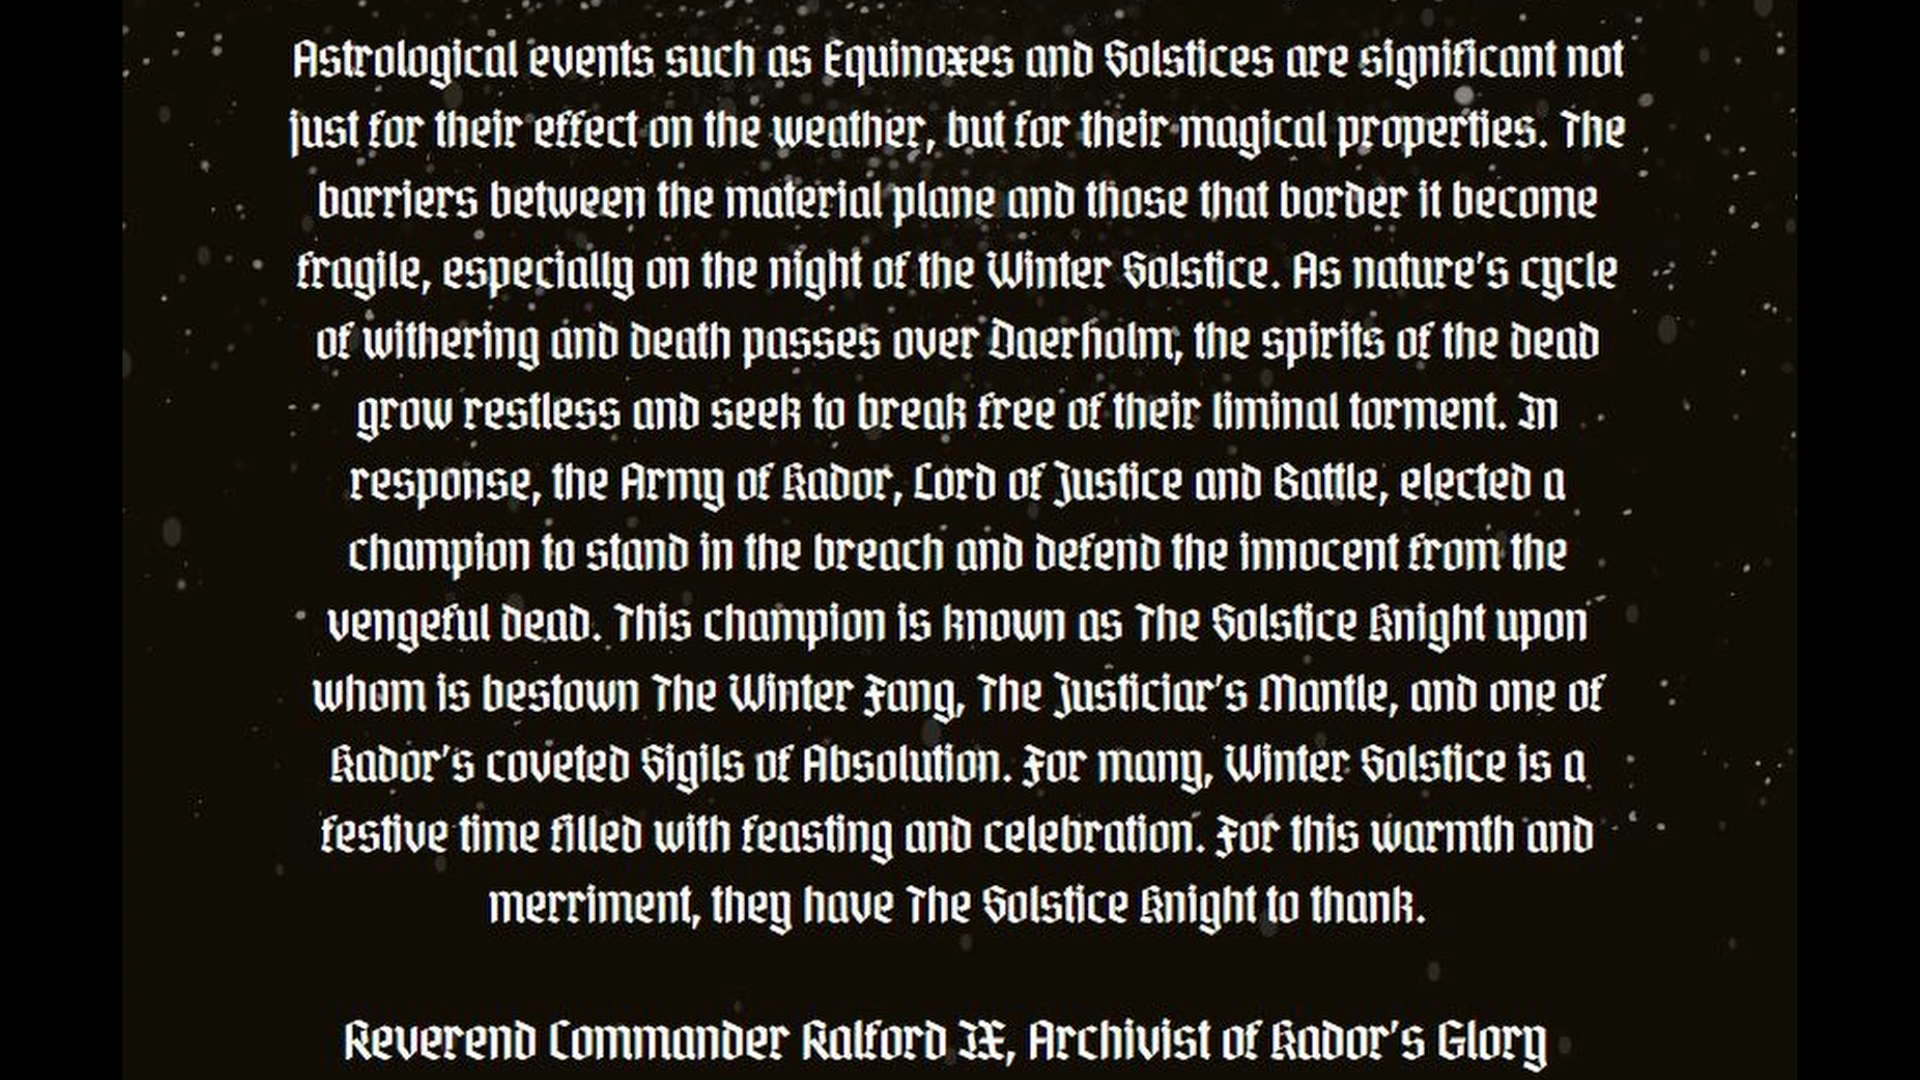 Astrological events such as Equinoxes and Solstices are significant not
just for their effect on the weather, but for their magical properties. The
barriers between the material plane and those that border it become
fragile, especially on the night of the Winter Solstice. As nature's cycle
of withering and death passes over Daerholm, the spirits of the dead
grow restless and seek to break free of their liminal torment. In
response, the Army of Kador, Lord of Justice and Battle, elected a
champion to stand in the breach and defend the innocent from the
vengeful dead. This champion is known as The Solstice Knight upon
whom is bestown The Winter Fang, The Justiciar's Mantle, and one of
Kador's coveted Sigils of Absolution. For many, Winter Solstice is a
festive time filled with feasting and celebration. For this warmth and
merriment, they have The Solstice Knight to thank.
Reverend Commander Ralford IX, Archivist of Kador's Glory